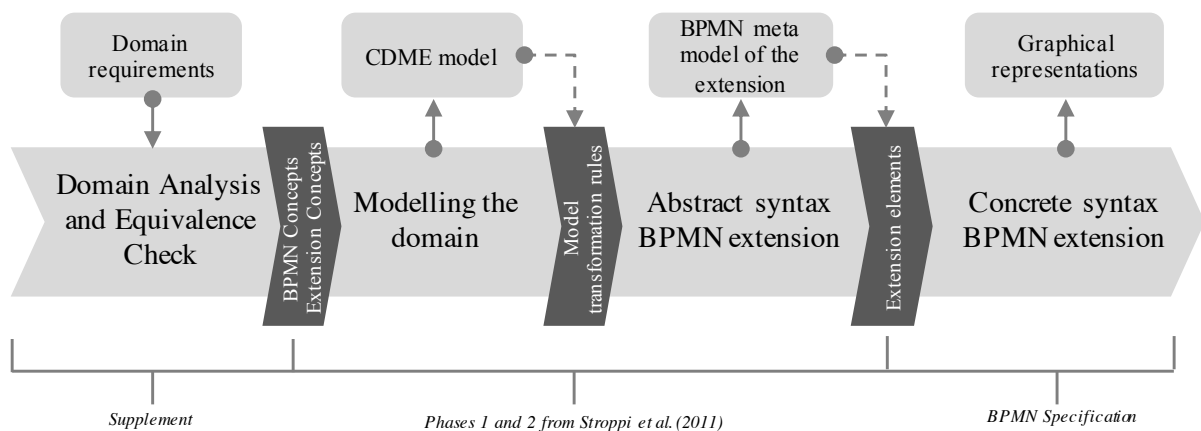 Domain
requirements
CDME model
BPMN meta
model of the
extension
Graphical
representations
Domain Analysis
and Equivalence
Check
BPMN Concepts
Extension Concepts
Modelling the
domain
Model
transformation rules
Abstract syntax
BPMN extension
Extension elements
Concrete syntax
BPMN extension
Supplement
Phases 1 and 2 from Stroppi et al. (2011)
BPMN Specification